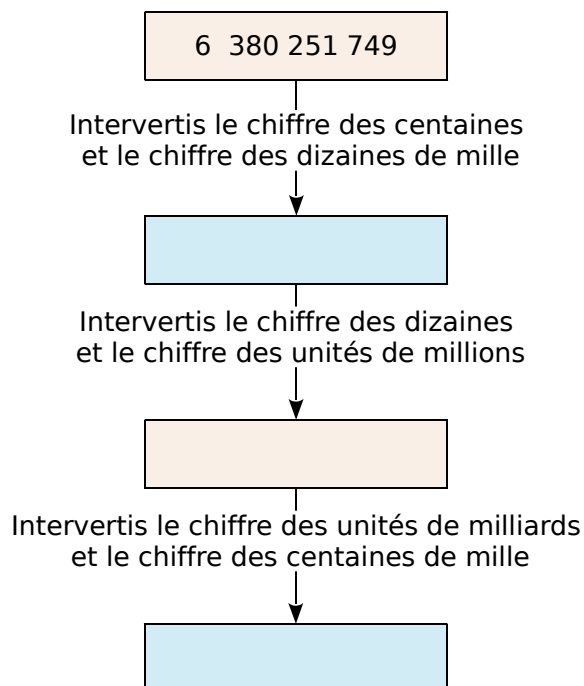 6 380 251 749
Intervertis le chiffre des centaines
et le chiffre des dizaines de mille
Intervertis le chiffre des dizaines
et le chiffre des unités de millions
Intervertis le chiffre des unités de milliards
et le chiffre des centaines de mille